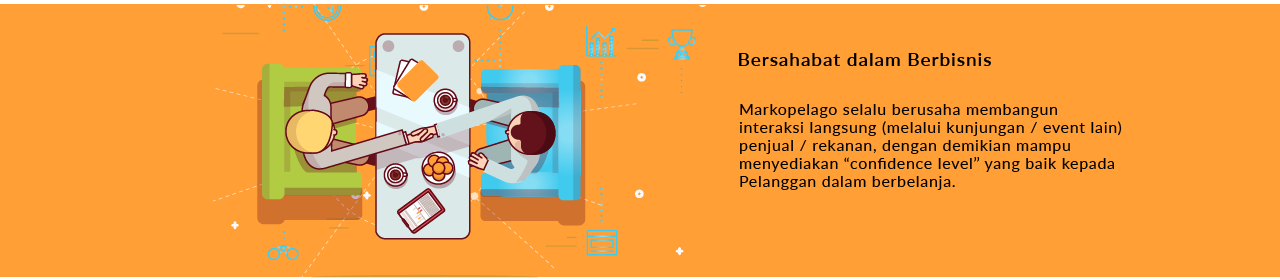 Bersahabat dalam Berbisnis
Markopelago selalu berusaha membangun
interaksi langsung (melalui kunjungan / event lain)
penjual / rekanan, dengan demikian mampu
menyediakan “confidence level” yang baik kepada
Pelanggan dalam berbelanja.